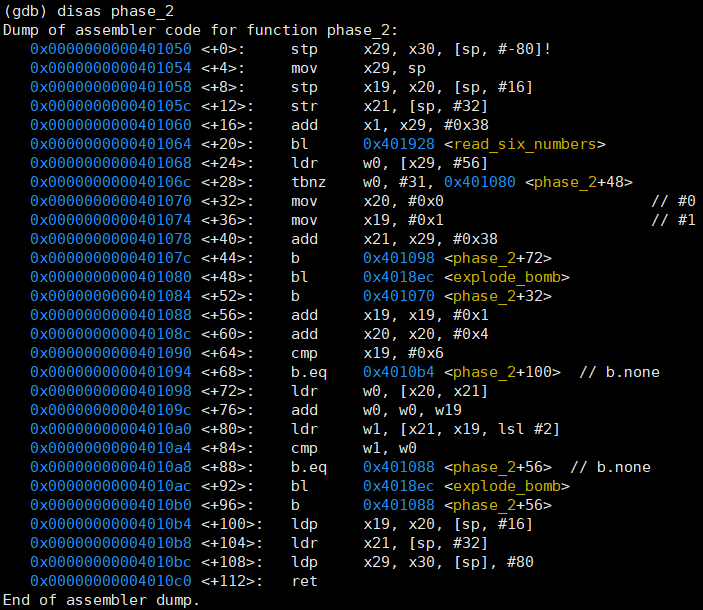 (gdb) disas phase_2
Dump of assembler code for function phase_2:
   0x0000000000401050 <+0>:     stp     x29, x30, [sp, #-80]!
   0x0000000000401054 <+4>:     mov     x29, sp
   0x0000000000401058 <+8>:     stp     x19, x20, [sp, #16]
   0x000000000040105c <+12>:    str     x21, [sp, #32]
   0x0000000000401060 <+16>:    add     x1, x29, #0x38
   0x0000000000401064 <+20>:    bl      0x401928 <read_six_numbers>
   0x0000000000401068 <+24>:    ldr     w0, [x29, #56]
   0x000000000040106c <+28>:    tbnz    w0, #31, 0x401080 <phase_2+48>
   0x0000000000401070 <+32>:    mov     x20, #0x0                       // #0
   0x0000000000401074 <+36>:    mov     x19, #0x1                       // #1
   0x0000000000401078 <+40>:    add     x21, x29, #0x38
   0x000000000040107c <+44>:    b       0x401098 <phase_2+72>
   0x0000000000401080 <+48>:    bl      0x4018ec <explode_bomb>
   0x0000000000401084 <+52>:    b       0x401070 <phase_2+32>
   0x0000000000401088 <+56>:    add     x19, x19, #0x1
   0x000000000040108c <+60>:    add     x20, x20, #0x4
   0x0000000000401090 <+64>:    cmp     x19, #0x6
   0x0000000000401094 <+68>:    b.eq    0x4010b4 <phase_2+100>  // b.none
   0x0000000000401098 <+72>:    ldr     w0, [x20, x21]
   0x000000000040109c <+76>:    add     w0, w0, w19
   0x00000000004010a0 <+80>:    ldr     w1, [x21, x19, lsl #2]
   0x00000000004010a4 <+84>:    cmp     w1, w0
   0x00000000004010a8 <+88>:    b.eq    0x401088 <phase_2+56>  // b.none
   0x00000000004010ac <+92>:    bl      0x4018ec <explode_bomb>
   0x00000000004010b0 <+96>:    b       0x401088 <phase_2+56>
   0x00000000004010b4 <+100>:   ldp     x19, x20, [sp, #16]
   0x00000000004010b8 <+104>:   ldr     x21, [sp, #32]
   0x00000000004010bc <+108>:   ldp     x29, x30, [sp], #80
   0x00000000004010c0 <+112>:   ret
End of assembler dump.